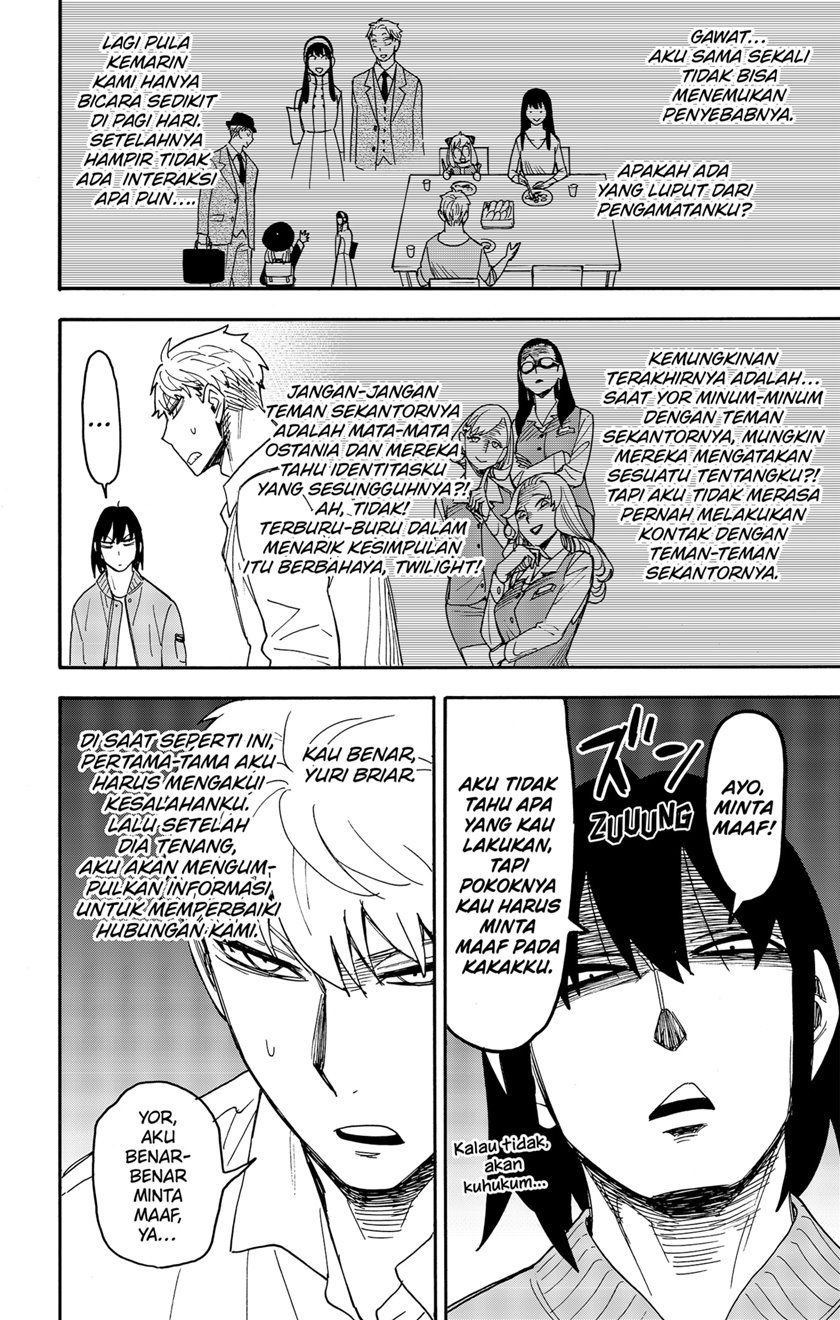 GAWAT...
AKU SAMA SEKALI
TIDAK BISA
MENEMUKAN
PENYEBABNYA.
APAKAH ADA
YANG LUPUT DARI
PENGAMATANKU?
LAGI PULA
KEMARIN
KAMI HANYA
BICARA SEDIKIT
DI PAGI HARI.
SETELAHNYA
HAMPIR TIDAK
ADA INTERAKSI
APA PUN....
KEMUNGKINAN
TERAKHIRNYA ADALAH...
SAAT YOR MINUM-MINUM
DENGAN TEMAN
SEKANTORNYA, MUNGKIN
MEREKA MENGATAKAN
SESUATU TENTANGKU?!
TAPI AKU TIDAK MERASA
PERNAH MELAKUKAN
KONTAK DENGAN
TEMAN-TEMAN
SEKANTORNYA.
JANGAN-JANGAN
TEMAN SEKANTORNYA
ADALAH MATA-MATA
OSTANIA DAN MEREKA
TAHU IDENTITASKU
YANG SESUNGGUHNYA?!
AH, TIDAK!
TERBURU-BURU DALAM
MENARIK KESIMPULAN
ITU BERBAHAYA, TWILIGHT!
...
AYO,
MINTA
MAAF!
ズン
ZUUUNG
AKU TIDAK
TAHU APA
YANG KAU
LAKUKAN,
TAPI
POKOKNYA
KAU HARUS
MINTA
MAAF PADA
KAKAKKU.
Kalau tidak,
akan
kuhukum...
KAU BENAR,
YURI BRIAR
DI SAAT SEPERTI INI,
PERTAMA-TAMA AKU
HARUS MENGAKUI
KESALAHANKU.
LALU SETELAH
DIA TENANG,
AKU AKAN MENGUM-
PULKAN INFORMASI
UNTUK MEMPERBAIKI
HUBUNGAN KAMI.
YOR,
AKU
BENAR-
BENAR
MINTA
MAAF,
YA...